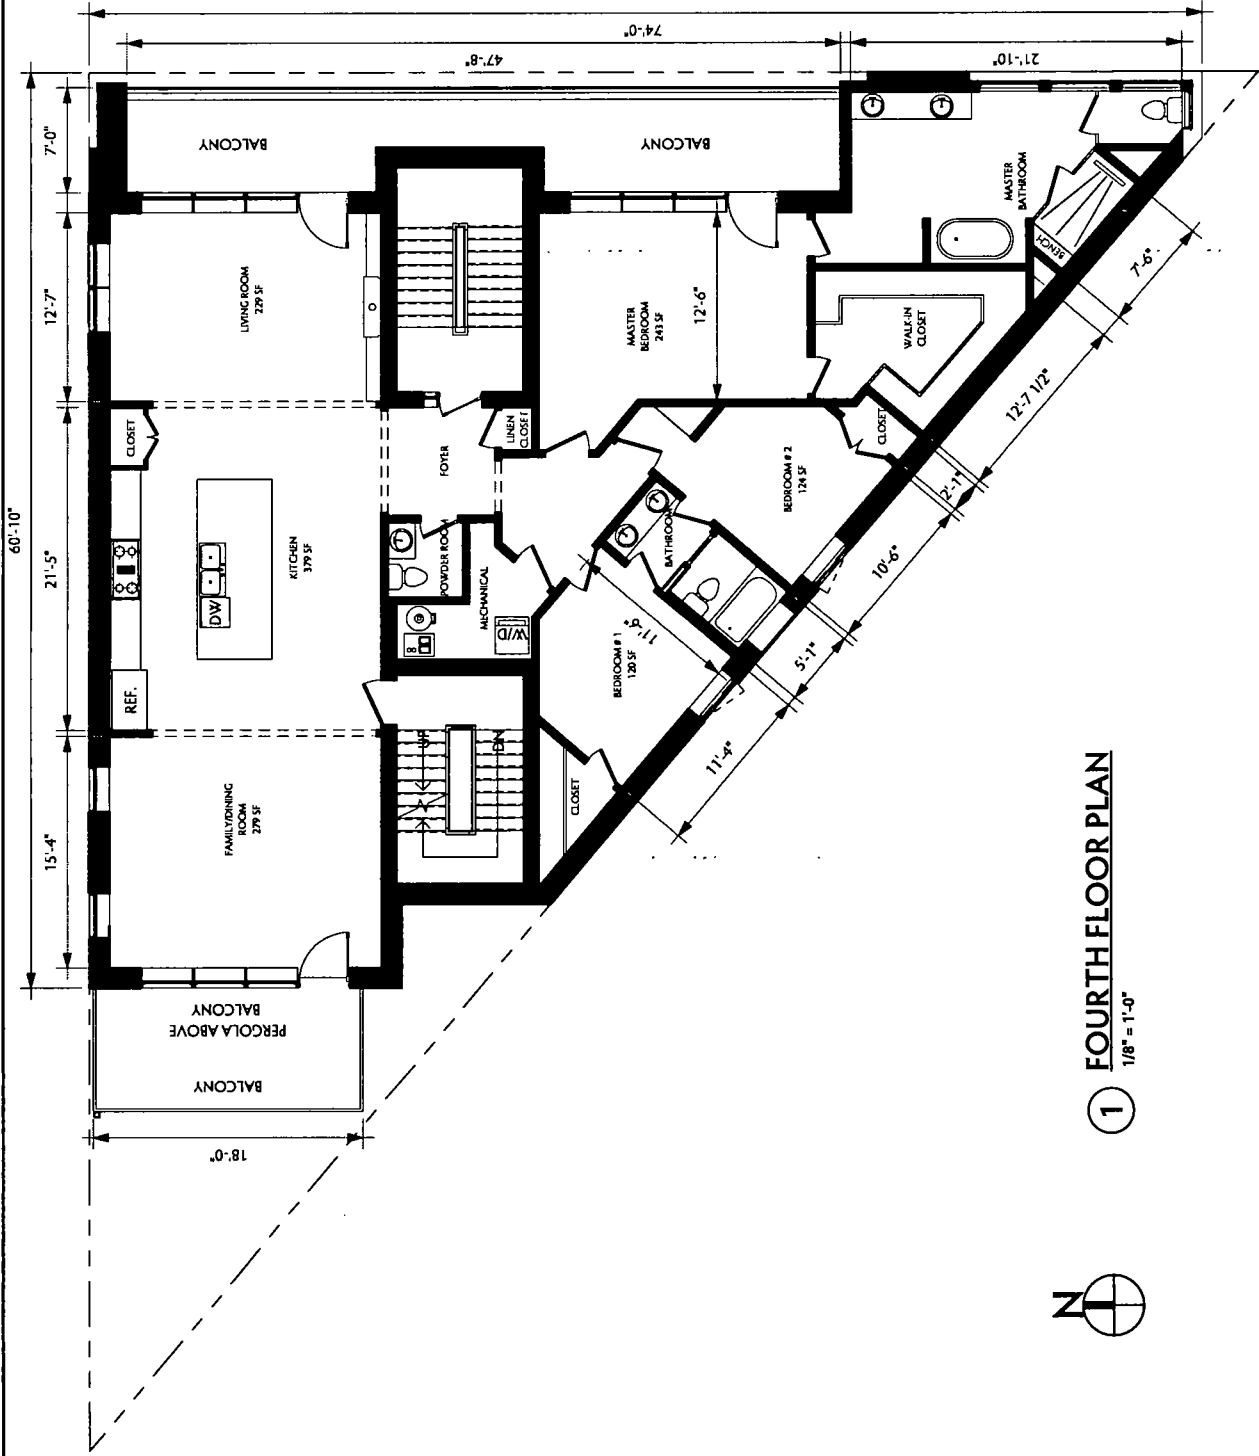 60'-10"
74'-0"
47'-8"
21'-10"
7'-0"
12'-7"
21'-5"
15'-4"
BALCONY
BALCONY
LIVING ROOM
229 SF
MASTER
BEDROOM
243 SF
12'-6"
MASTER
BATHROOM
BENCH
7'-6"
WALK-IN
CLOSET
12'-7 1/2"
CLOSET
LINEN
CLOSET
FOYER
CLOSET
BEDROOM # 2
124 SF
2'-1"
10'-6"
KITCHEN
379 SF
DW
REF.
POWDER ROOM
MECHANICAL
W/D
BATHROOM
11'-6"
BEDROOM # 1
120 SF
5'-1"
11'-4"
UP
DN
CLOSET
FAMILY/DINING
ROOM
279 SF
BALCONY
PERGOLA ABOVE
BALCONY
18'-0"
1
FOURTH FLOOR PLAN
1/8" = 1'-0"
N